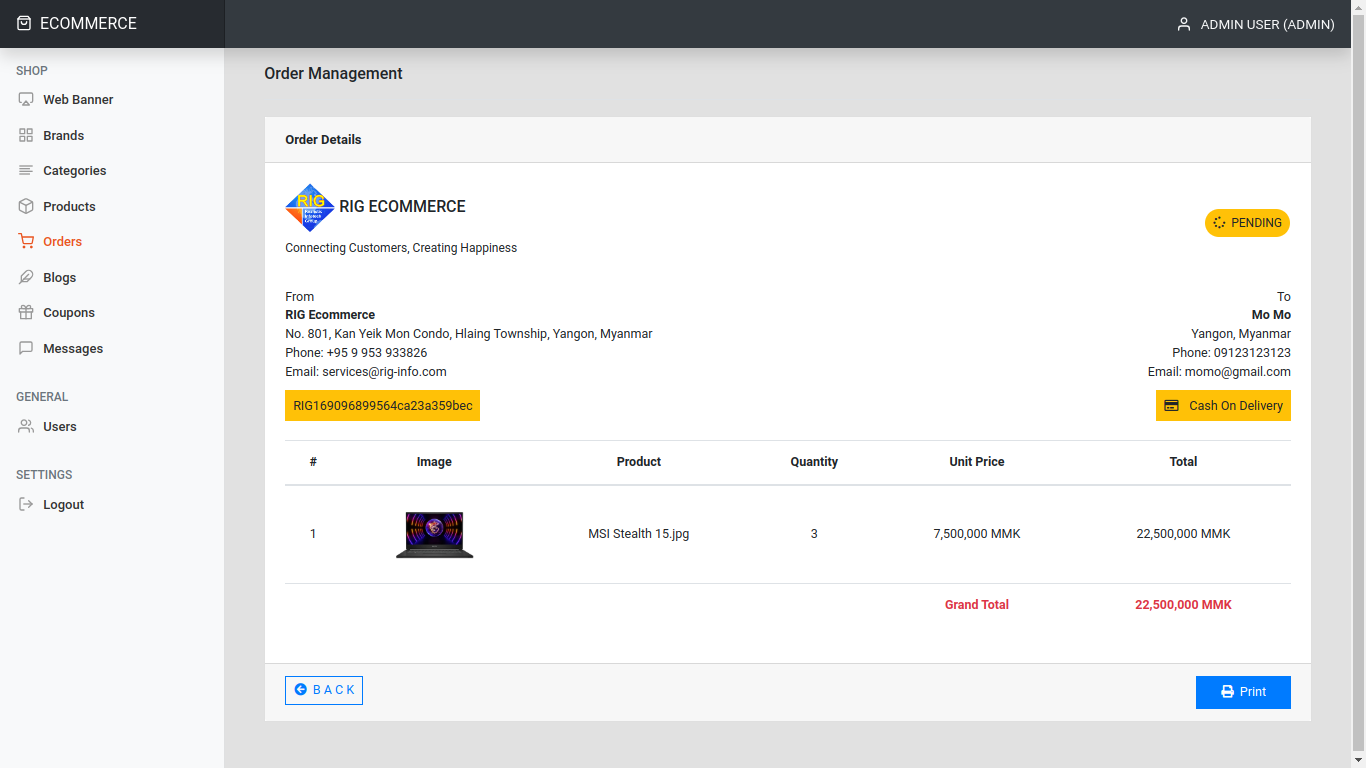 ECOMMERCE
ADMIN USER (ADMIN)
SHOP
Web Banner
Brands
Categories
Products
Orders
Blogs
Coupons
Messages
GENERAL
Users
SETTINGS
Logout
Order Management
Order Details
RIG
RIG ECOMMERCE
Connecting Customers, Creating Happiness
PENDING
From
RIG Ecommerce
No. 801, Kan Yeik Mon Condo, Hlaing Township, Yangon, Myanmar
Phone: +95 9 953 933826
Email: services@rig-info.com
RIG169096899564ca23a359bec
To
Mo Mo
Yangon, Myanmar
Phone: 09123123123
Email: momo@gmail.com
Cash On Delivery
# Image Product Quantity Unit Price Total
1 MSI Stealth 15.jpg 3 7,500,000 MMK 22,500,000 MMK
Grand Total 22,500,000 MMK
BACK
Print